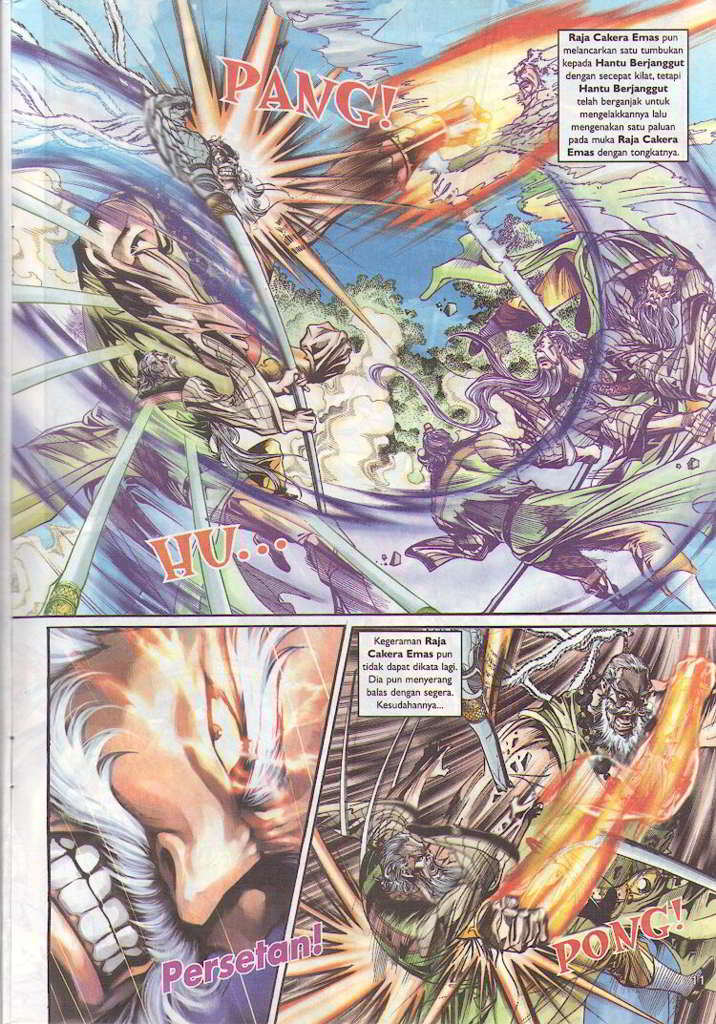 PANG!
Raja Cakera Emas pun
melancarkan satu tumbukan
kepada Hantu Berjanggut
dengan secepat kilat, tetapi
Hantu Berjanggut
telah berganjak untuk
mengelakkannya lalu
mengenakan satu paluan
pada muka Raja Cakera
Emas dengan tongkatnya.
HU...
Persetan!
Kegeraman Raja
Cakera Emas pun
tidak dapat dikata lagi.
Dia pun menyerang
balas dengan segera.
Kesudahannya...
PONG!
11